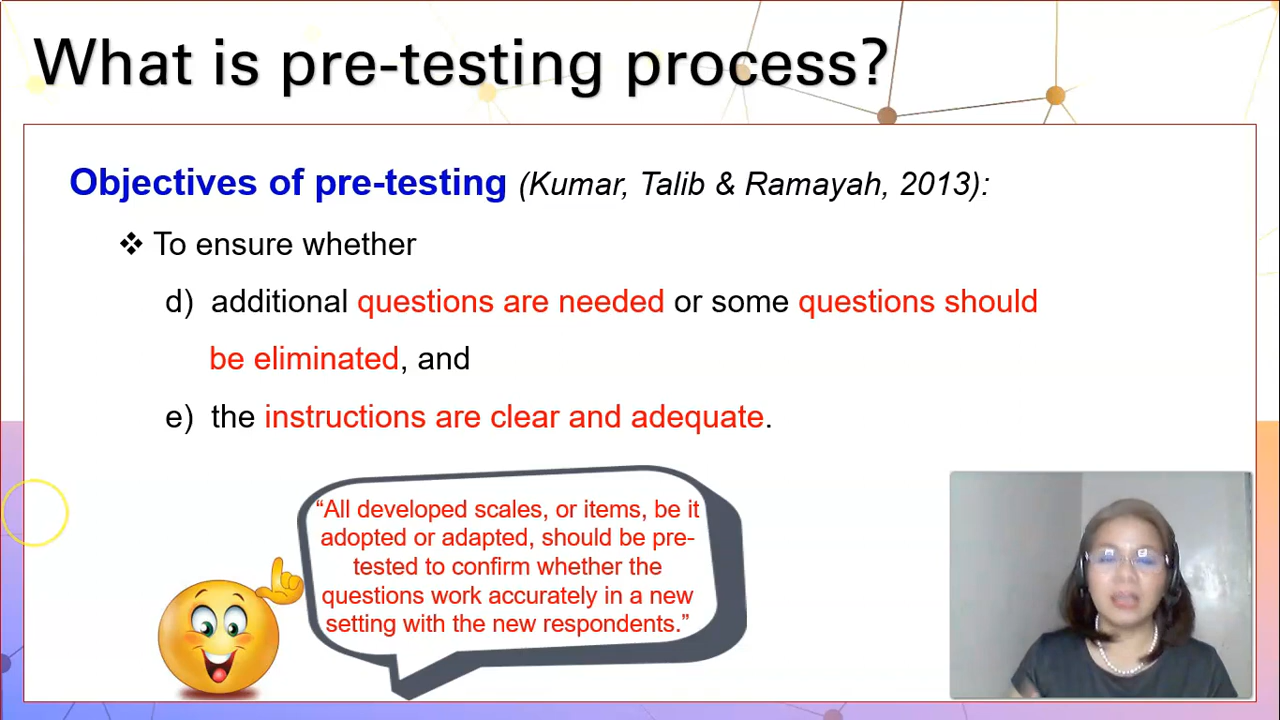 What is pre-testing process?
Objectives of pre-testing (Kumar, Talib & Ramayah, 2013):
❖ To ensure whether
d) additional questions are needed or some questions should
be eliminated, and
e) the instructions are clear and adequate.
“All developed scales, or items, be it
adopted or adapted, should be pre-
tested to confirm whether the
questions work accurately in a new
setting with the new respondents.”